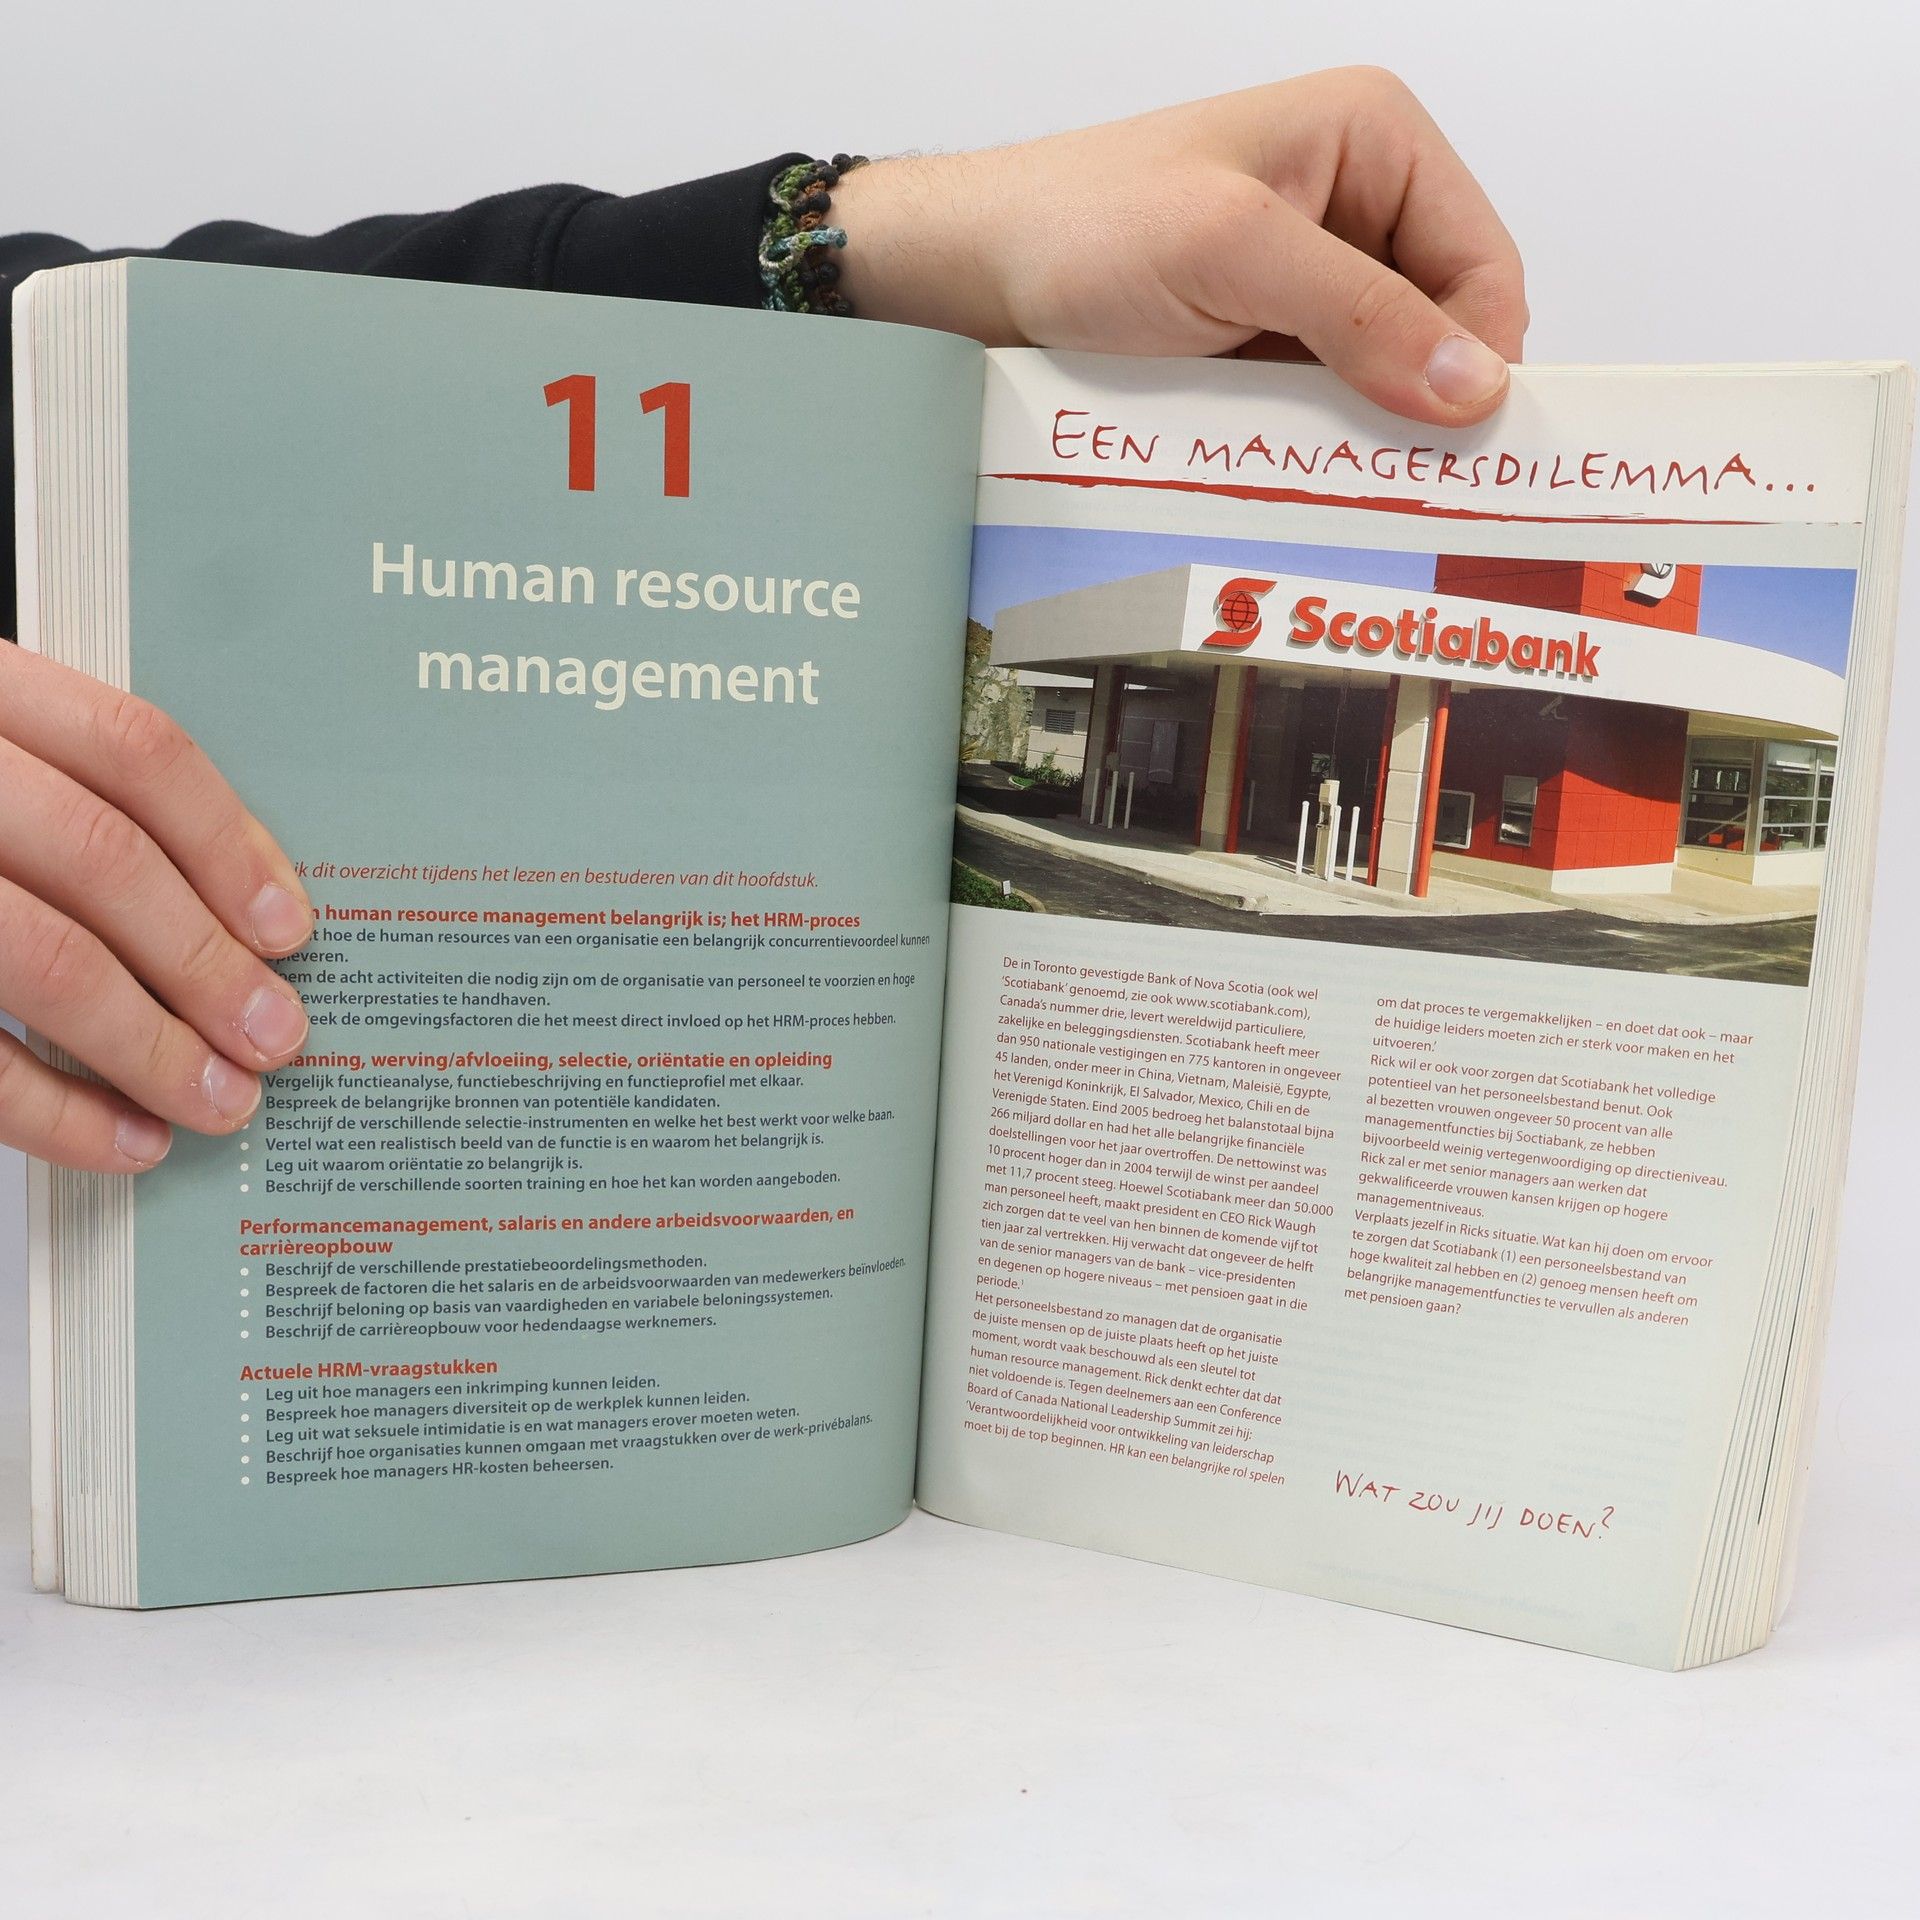 11
Human resource
management
dit overzicht tijdens het lezen en bestuderen van dit hoofdstuk.
human resource management belangrijk is; het HRM-proces
hoe de human resources van een organisatie een belangrijk concurrentievoordeel kunnen
de acht activiteiten die nodig zijn om de organisatie van personeel te voorzien en hoge
te handhaven.
de omgevingsfactoren die het meest direct invloed op het HRM-proces hebben.
werving/afvloeiing, selectie, oriëntatie en opleiding
Vergelijk functieanalyse, functiebeschrijving en functieprofiel met elkaar.
Bespreek de belangrijke bronnen van potentiële kandidaten.
Beschrijf de verschillende selectie-instrumenten en welke het best werkt voor welke baan.
• Vertel wat een realistisch beeld van de functie is en waarom het belangrijk is.
• Leg uit waarom oriëntatie zo belangrijk is.
• Beschrijf de verschillende soorten training en hoe het kan worden aangeboden.
Performancemanagement, salaris en andere arbeidsvoorwaarden, en
carrièreopbouw
• Beschrijf de verschillende prestatiebeoordelingsmethoden.
• Bespreek de factoren die het salaris en de arbeidsvoorwaarden van medewerkers beïnvloeden.
• Beschrijf beloning op basis van vaardigheden en variabele beloningssystemen.
• Beschrijf de carrièreopbouw voor hedendaagse werknemers.
Actuele HRM-vraagstukken
• Leg uit hoe managers een inkrimping kunnen leiden.
• Bespreek hoe managers diversiteit op de werkplek kunnen leiden.
• Leg uit wat seksuele intimidatie is en wat managers erover moeten weten.
• Beschrijf hoe organisaties kunnen omgaan met vraagstukken over de werk-privébalans.
• Bespreek hoe managers HR-kosten beheersen.
EEN MANAGERSDILEMMA...
Scotiabank
De in Toronto gevestigde Bank of Nova Scotia (ook wel
'Scotiabank' genoemd, zie ook www.scotiabank.com),
Canada's nummer drie, levert wereldwijd particuliere,
zakelijke en beleggingsdiensten. Scotiabank heeft meer
dan 950 nationale vestigingen en 775 kantoren in ongeveer
45 landen, onder meer in China, Vietnam, Maleisië, Egypte,
het Verenigd Koninkrijk, El Salvador, Mexico, Chili en de
Verenigde Staten. Eind 2005 bedroeg het balanstotaal bijna
266 miljard dollar en had het alle belangrijke financiële
doelstellingen voor het jaar overtroffen. De nettowinst was
10 procent hoger dan in 2004 terwijl de winst per aandeel
met 11,7 procent steeg. Hoewel Scotiabank meer dan 50.000
man personeel heeft, maakt president en CEO Rick Waugh
zich zorgen dat te veel van hen binnen de komende vijf tot
tien jaar zal vertrekken. Hij verwacht dat ongeveer de helft
van de senior managers van de bank – vice-presidenten
en degenen op hogere niveaus – met pensioen gaat in die
periode.¹
Het personeelsbestand zo managen dat de organisatie
de juiste mensen op de juiste plaats heeft op het juiste
moment, wordt vaak beschouwd als een sleutel tot
human resource management. Rick denkt echter dat dat
niet voldoende is. Tegen deelnemers aan een Conference
Board of Canada National Leadership Summit zei hij:
'Verantwoordelijkheid voor ontwikkeling van leiderschap
moet bij de top beginnen. HR kan een belangrijke rol spelen
om dat proces te vergemakkelijken – en doet dat ook – maar
de huidige leiders moeten zich er sterk voor maken en het
uitvoeren.'
Rick wil er ook voor zorgen dat Scotiabank het volledige
potentieel van het personeelsbestand benut. Ook
al bezetten vrouwen ongeveer 50 procent van alle
managementfuncties bij Soctiabank, ze hebben
bijvoorbeeld weinig vertegenwoordiging op directieniveau.
Rick zal er met senior managers aan werken dat
gekwalificeerde vrouwen kansen krijgen op hogere
managementniveaus.
Verplaats jezelf in Ricks situatie. Wat kan hij doen om ervoor
te zorgen dat Scotiabank (1) een personeelsbestand van
hoge kwaliteit zal hebben en (2) genoeg mensen heeft om
belangrijke managementfuncties te vervullen als anderen
met pensioen gaan?
WAT ZOU JIJ DOEN?